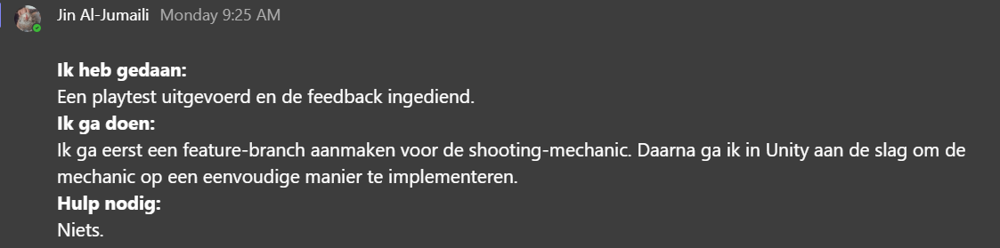 Jin Al-Jumaili Monday 9:25 AM
Ik heb gedaan:
Een playtest uitgevoerd en de feedback ingediend.
Ik ga doen:
Ik ga eerst een feature-branch aanmaken voor de shooting-mechanic. Daarna ga ik in Unity aan de slag om de
mechanic op een eenvoudige manier te implementeren.
Hulp nodig:
Niets.